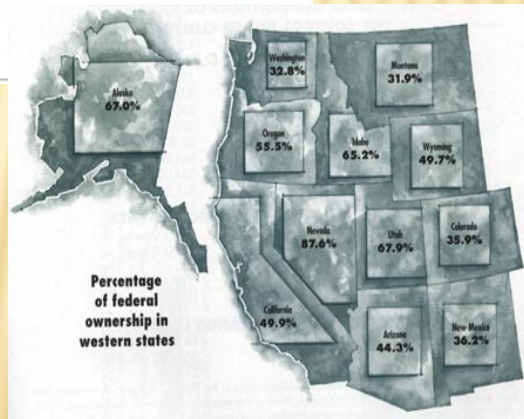 Alaska
67.0%
Washington
32.8%
Montana
31.9%
Oregon
55.5%
Idaho
65.2%
Wyoming
49.7%
Nevada
87.6%
Utah
67.9%
Colorado
35.9%
California
49.9%
Arizona
44.3%
New Mexico
36.2%
Percentage
of federal
ownership in
western states